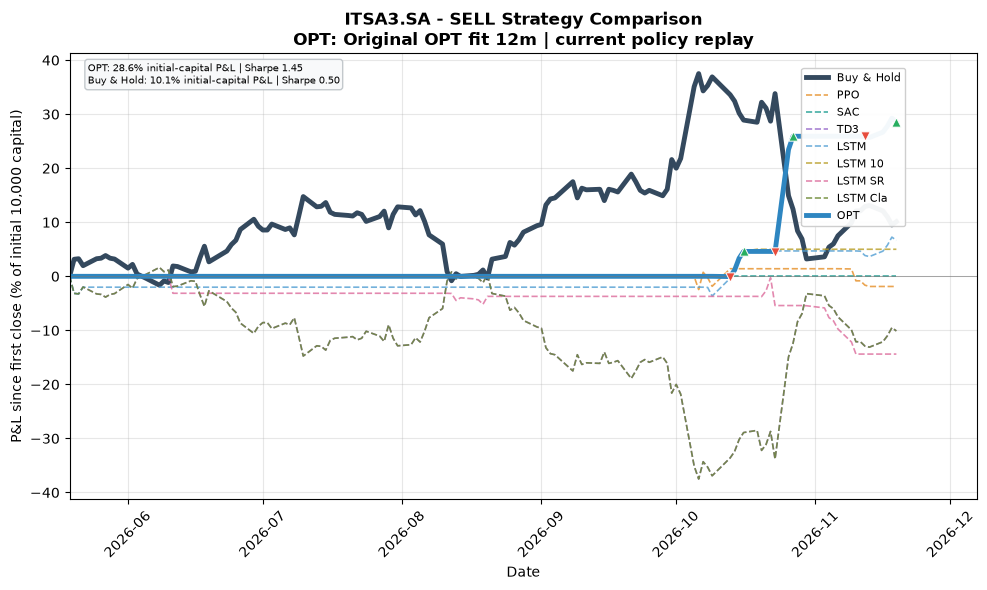 ITSA3.SA - SELL Strategy Comparison
OPT: Original OPT fit 12m | current policy replay
OPT: 28.6% initial-capital P&L | Sharpe 1.45
Buy & Hold: 10.1% initial-capital P&L | Sharpe 0.50
Buy & Hold
PPO
SAC
TD3
LSTM
LSTM 10
LSTM SR
LSTM Cla
OPT
P&L since first close (% of initial 10,000 capital)
40
30
20
10
0
−10
−20
−30
−40
2026-06
2026-07
2026-08
2026-09
2026-10
2026-11
2026-12
Date